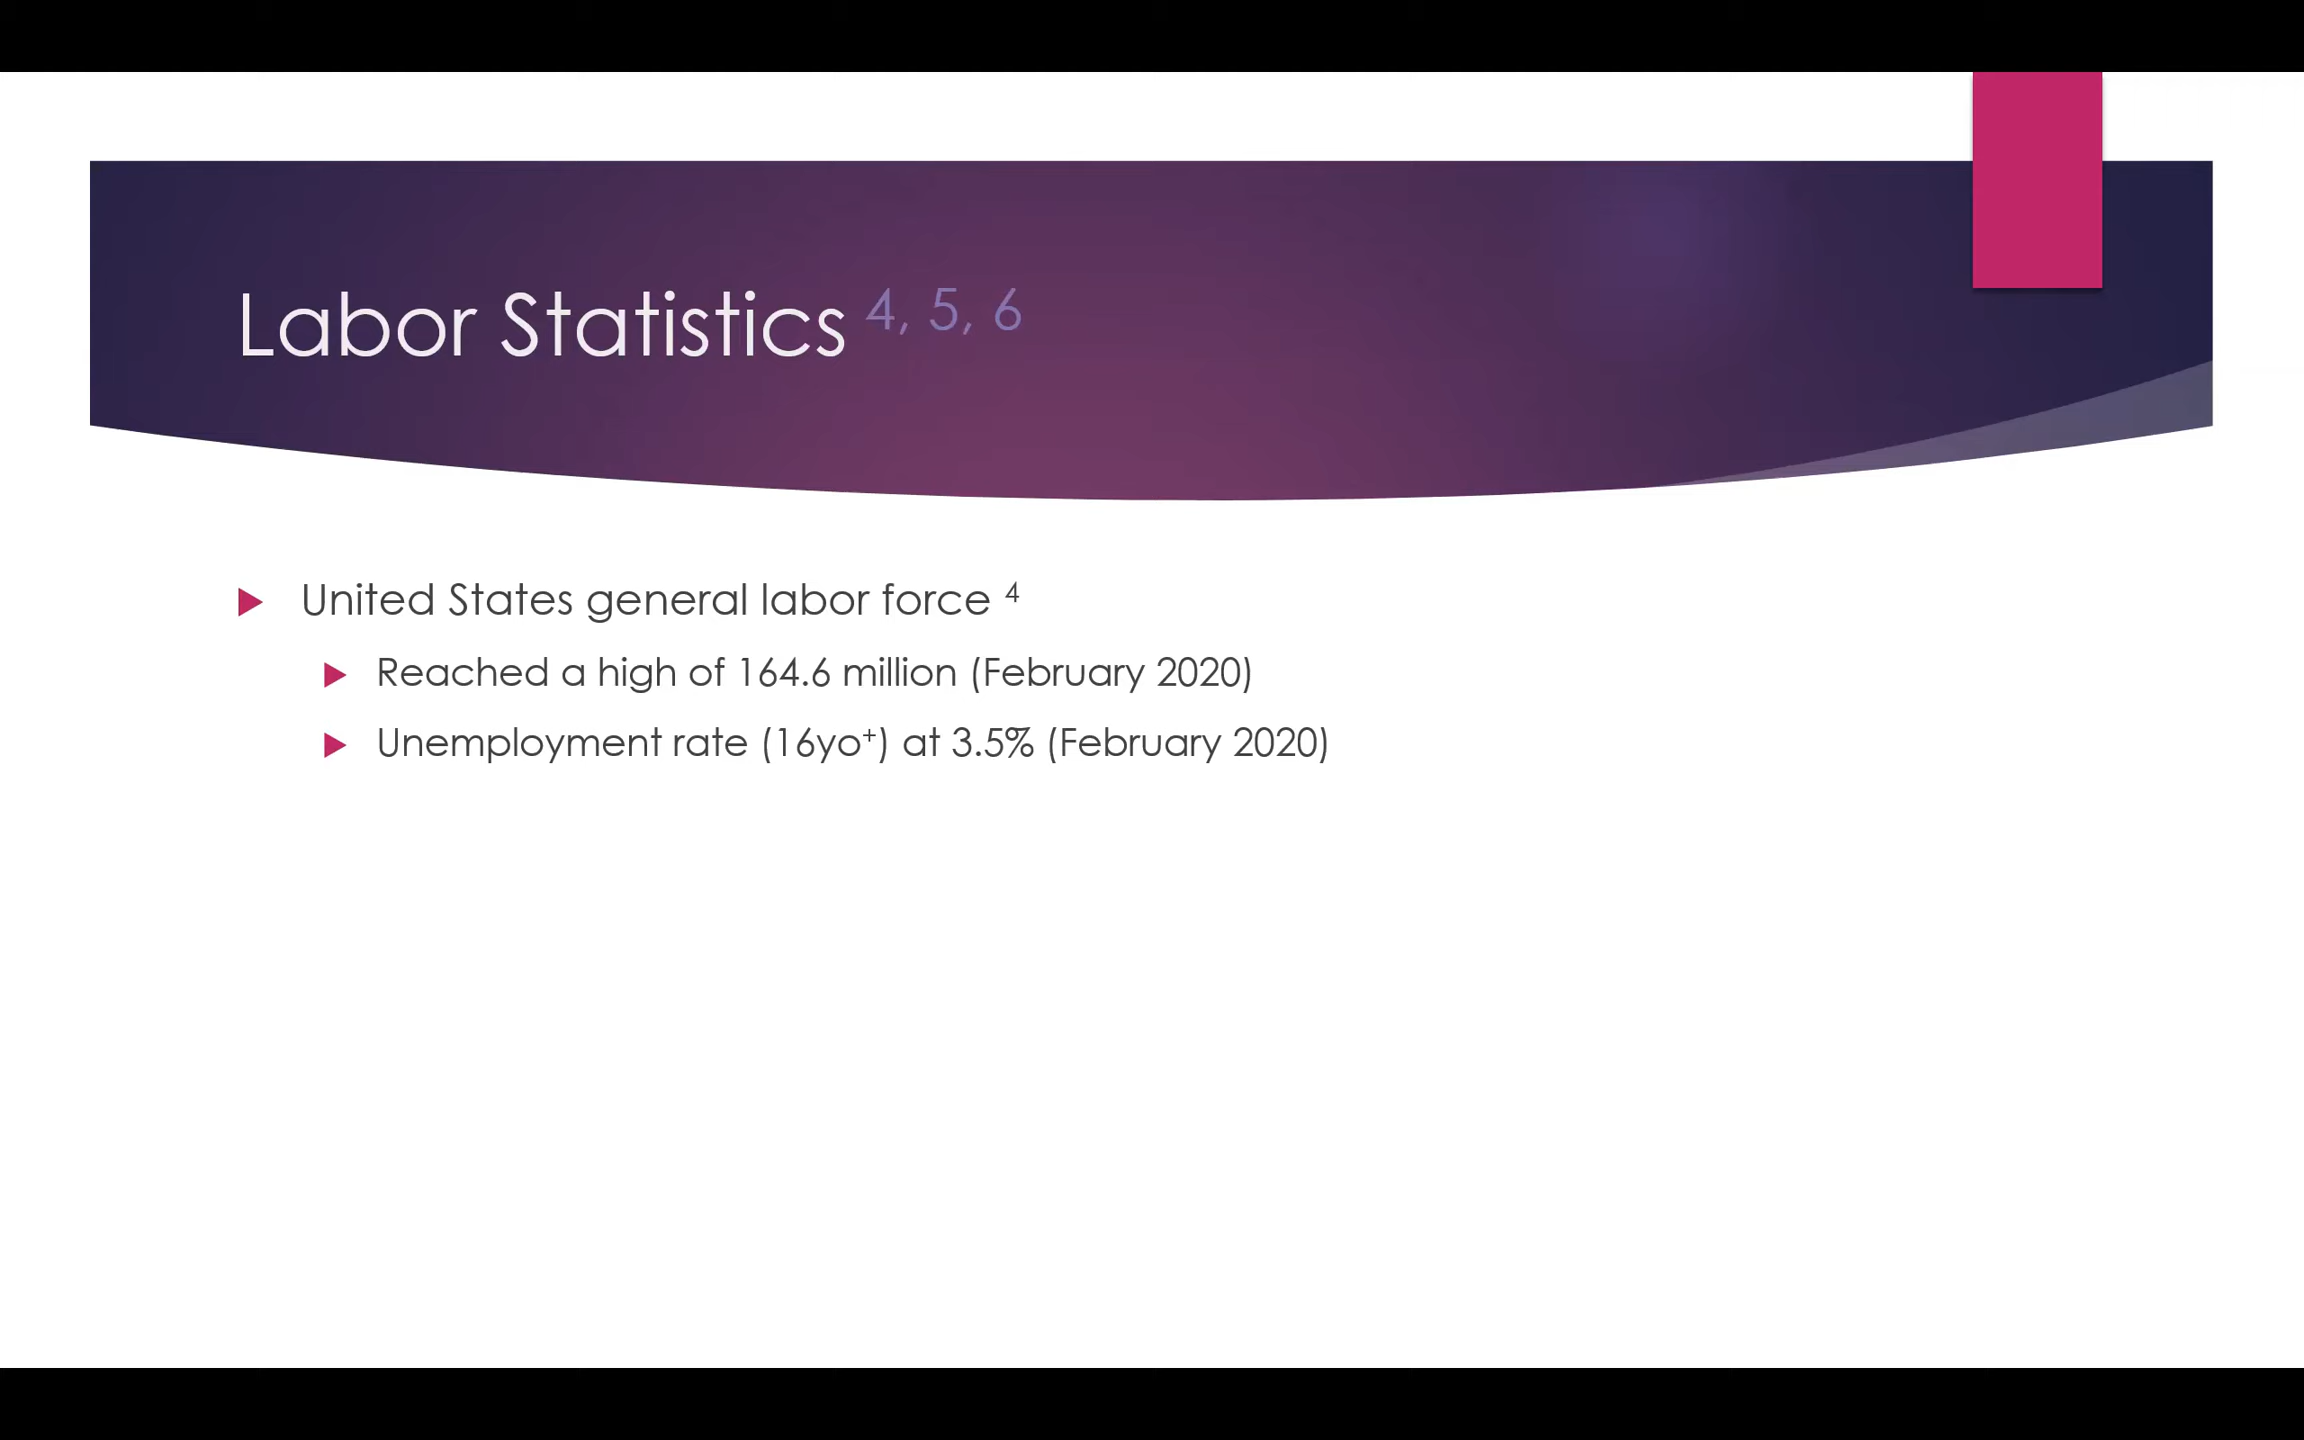 Labor Statistics 4, 5, 6
United States general labor force 4
Reached a high of 164.6 million (February 2020)
Unemployment rate (16yo+) at 3.5% (February 2020)